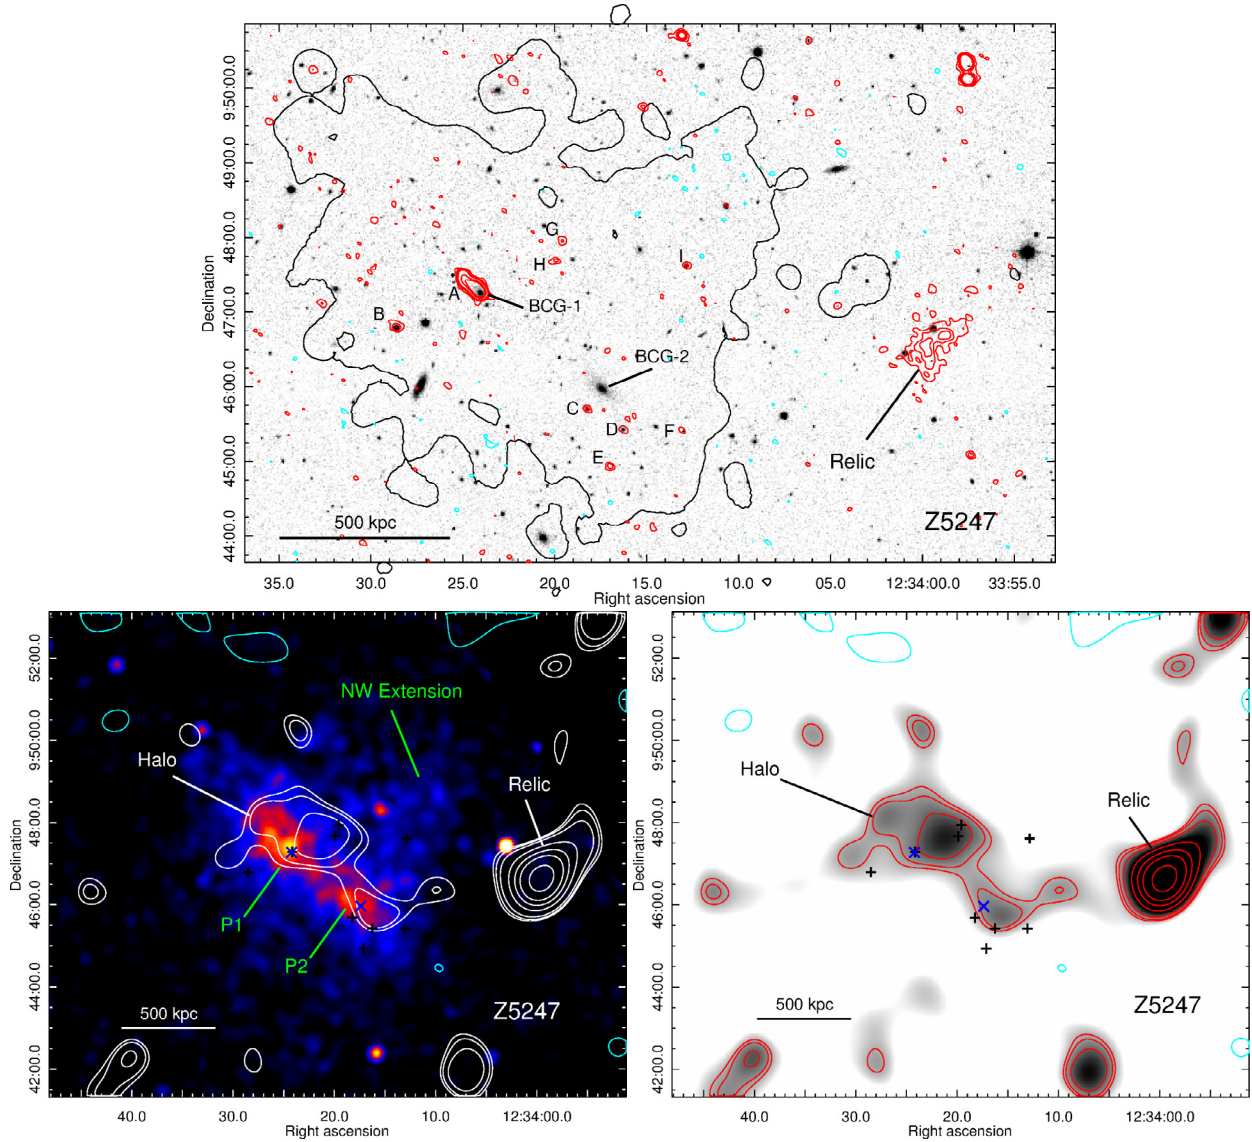 9:50:00.0
49:00.0
48:00.0
47:00.0
46:00.0
45:00.0
44:00.0
Declination
G
H
I
A
BCG-1
B
BCG-2
C
D
F
E
Relic
500 kpc
Z5247
35.0 30.0 25.0 20.0 15.0 10.0 05.0 12:34:00.0 33:55.0
Right ascension
52:00.0
9:50:00.0
48:00.0
46:00.0
44:00.0
42:00.0
Declination
NW Extension
Halo
Relic
P1
P2
500 kpc
Z5247
40.0 30.0 20.0 10.0 12:34:00.0
Right ascension
52:00.0
9:50:00.0
48:00.0
46:00.0
44:00.0
42:00.0
Declination
Halo
Relic
500 kpc
Z5247
40.0 30.0 20.0 10.0 12:34:00.0
Right ascension